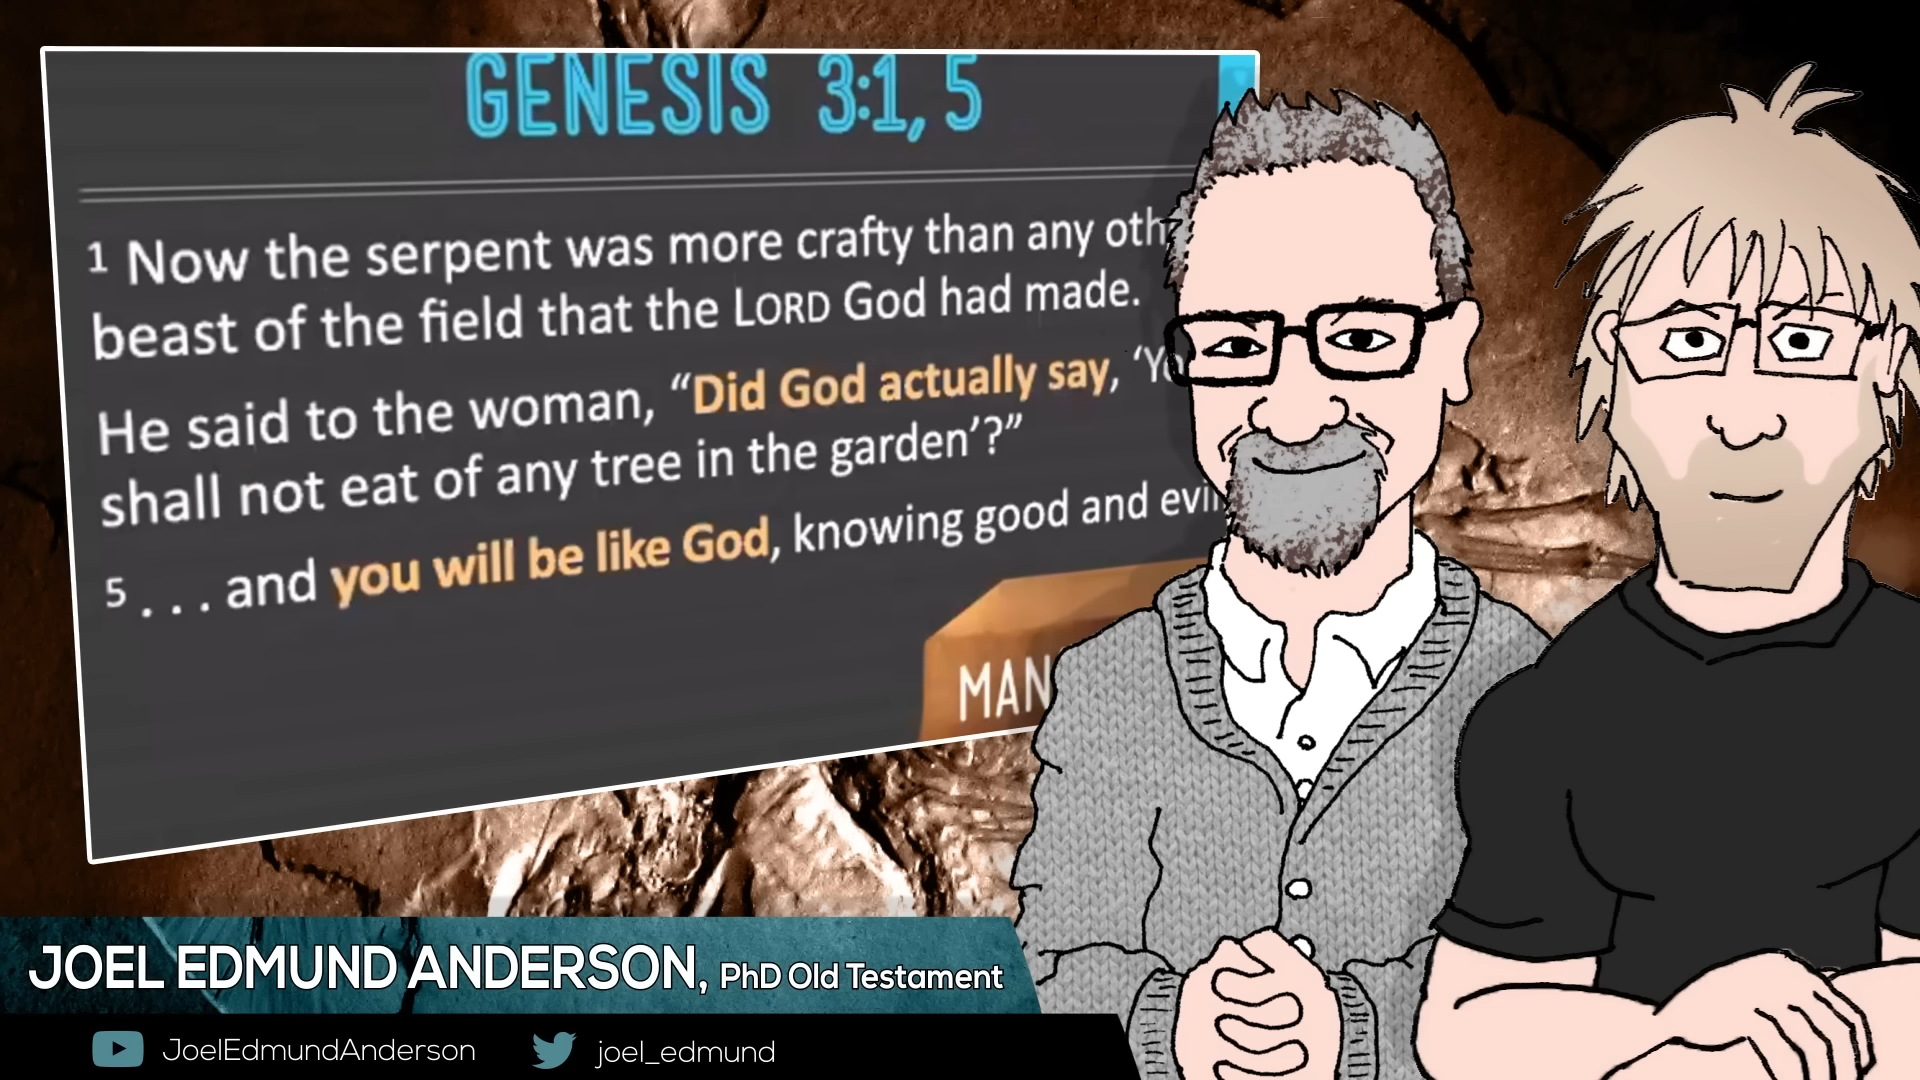 GENESIS 3:1, 5
1 Now the serpent was more crafty than any
beast of the field that the LORD God had made.
He said to the woman, “Did God actually say,
shall not eat of any tree in the garden’?”
5 . . . and you will be like God, knowing good and evil
MAN
JOEL EDMUND ANDERSON, PhD Old Testament
JoelEdmundAnderson
joel_edmund